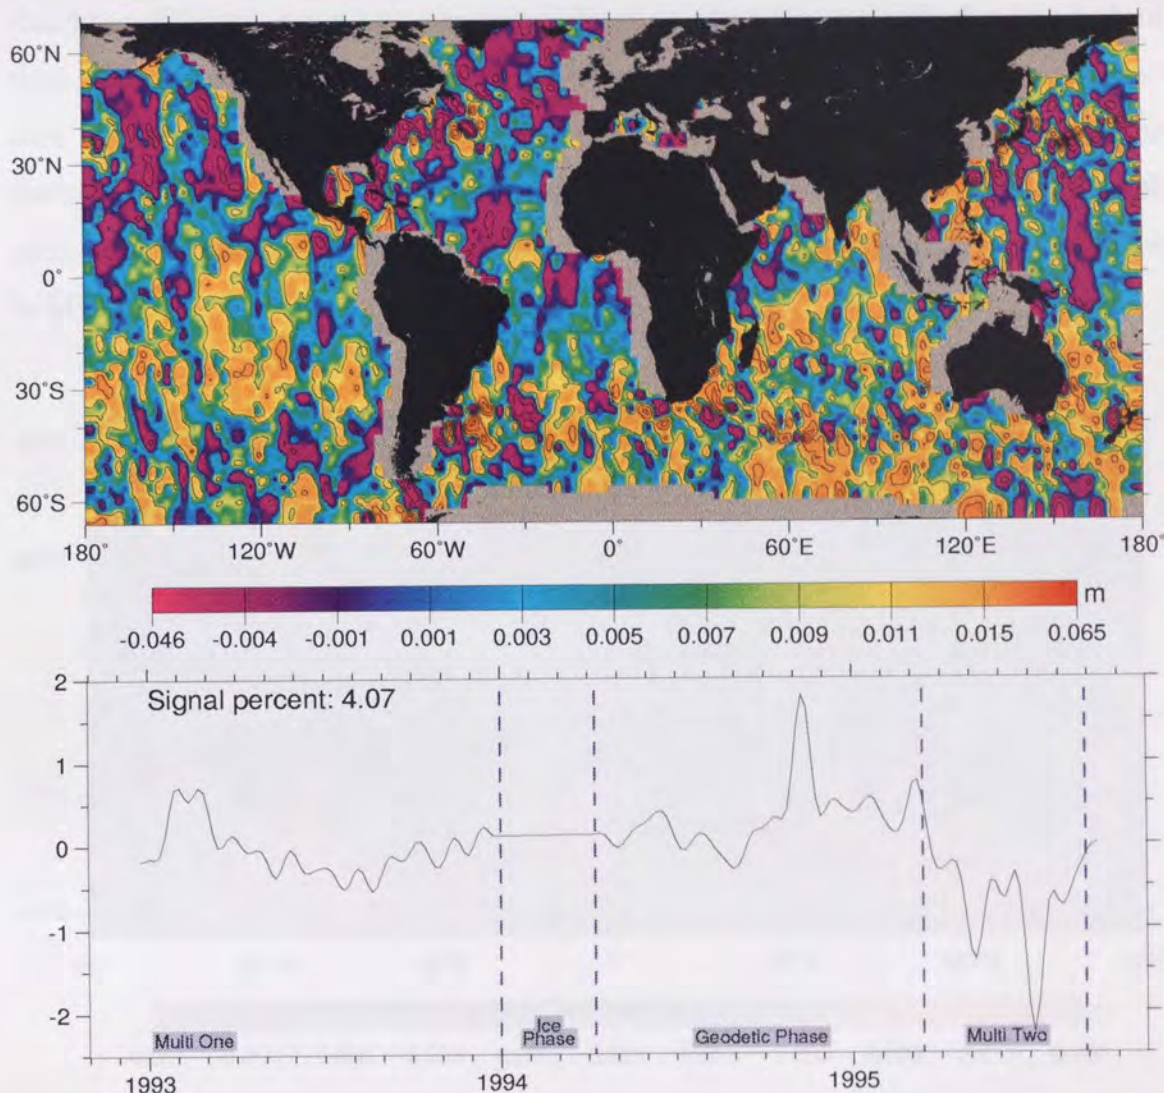 60°N
30°N
0°
30°S
60°S
180° 120°W 60°W 0° 60°E 120°E 180°
m
-0.046 -0.004 -0.001 0.001 0.003 0.005 0.007 0.009 0.011 0.015 0.065
2
Signal percent: 4.07
1
0
-1
-2
Multi One
Ice
Phase
Geodetic Phase
Multi Two
1993 1994 1995